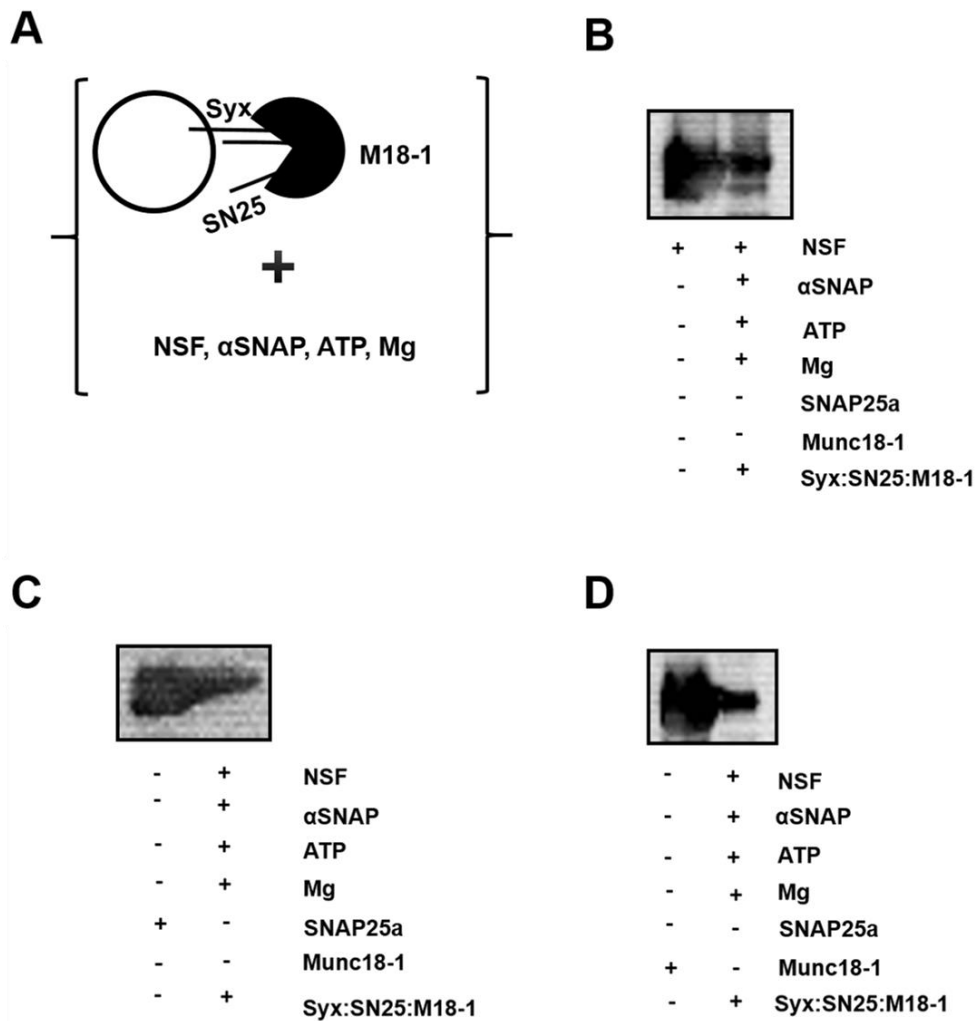 A
Syx
M18-1
SN25
+
NSF, αSNAP, ATP, Mg
B
+ + NSF
- + αSNAP
- + ATP
- + Mg
- - SNAP25a
- - Munc18-1
- + Syx:SN25:M18-1
C
- + NSF
- + αSNAP
- + ATP
- + Mg
+ - SNAP25a
- - Munc18-1
- + Syx:SN25:M18-1
D
- + NSF
- + αSNAP
- + ATP
- + Mg
- - SNAP25a
+ - Munc18-1
- + Syx:SN25:M18-1